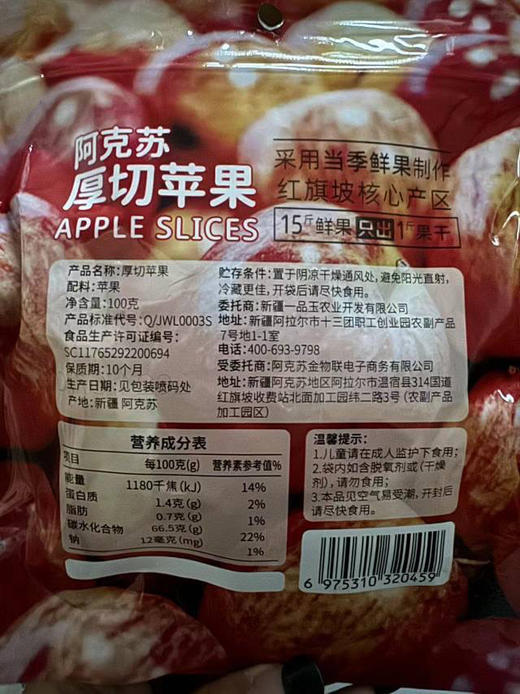 阿克苏
厚切苹果
APPLE SLICES
采用当季鲜果制作
红旗坡核心产区
15斤鲜果只出1斤果干
产品名称:厚切苹果
配料:苹果
净含量:100克
产品标准代号:Q/JWL0003S
食品生产许可证编号:
SC11765292200694
保质期:10个月
生产日期:见包装喷码处
产地:新疆 阿克苏
贮存条件:置于阴凉干燥通风处,避免阳光直射,
冷藏更佳,开袋后请尽快食用。
委托商:新疆一品玉农业开发有限公司
地址:新疆阿拉尔市十三团职工创业园农副产品
7号地1-1室
电话:400-693-9798
受委托商:阿克苏金物联电子商务有限公司
地址:新疆阿克苏地区阿拉尔市温宿县314国道
红旗坡收费站北面加工园纬二路3号(农副产品
加工园区)
营养成分表
项目 每100克(g) 营养素参考值%
能量 1180千焦(kJ) 14%
蛋白质 1.4克(g) 2%
脂肪 0.7克(g) 1%
碳水化合物 66.5克(g) 22%
钠 12毫克(mg) 1%
温馨提示:
1.儿童请在成人监护下食用;
2.袋内如含脱氧剂或(干燥
剂),请勿食用;
3.本品见空气易受潮,开封后
请尽快食用。
6 975310 320459